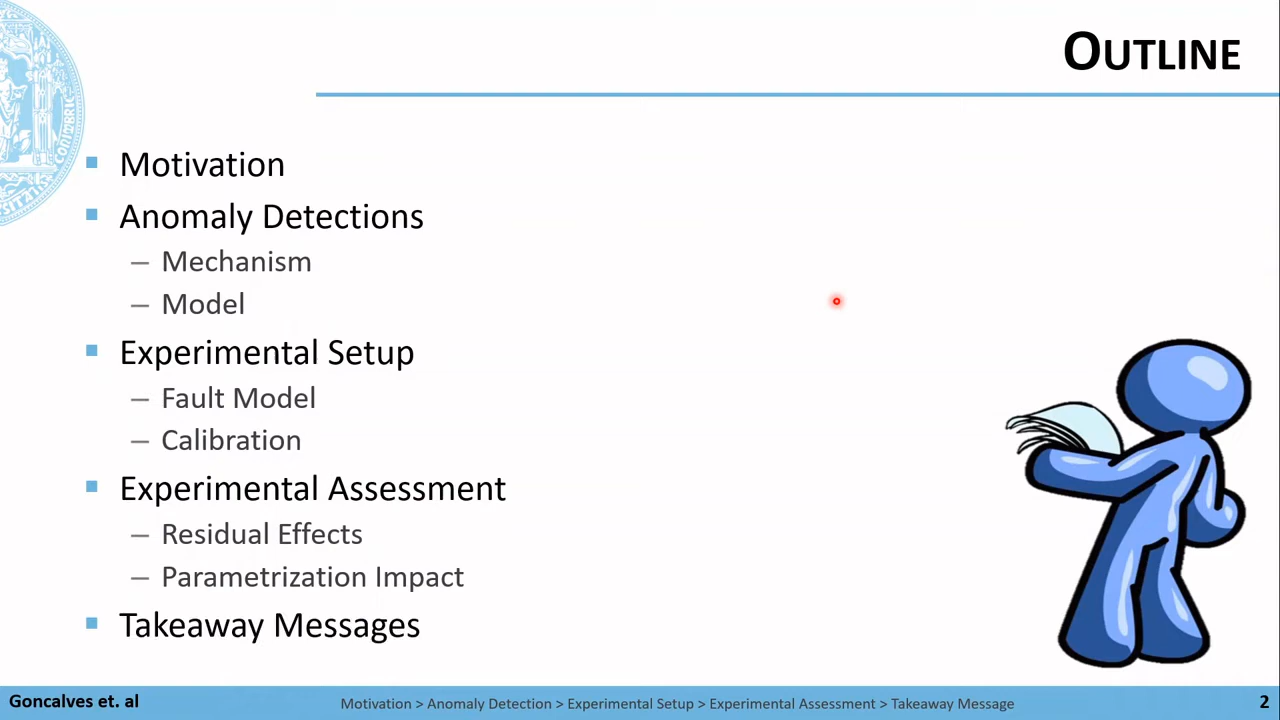 OUTLINE
Motivation
Anomaly Detections
– Mechanism
– Model
Experimental Setup
– Fault Model
– Calibration
Experimental Assessment
– Residual Effects
– Parametrization Impact
Takeaway Messages
Goncalves et. al
Motivation > Anomaly Detection > Experimental Setup > Experimental Assessment > Takeaway Message
2